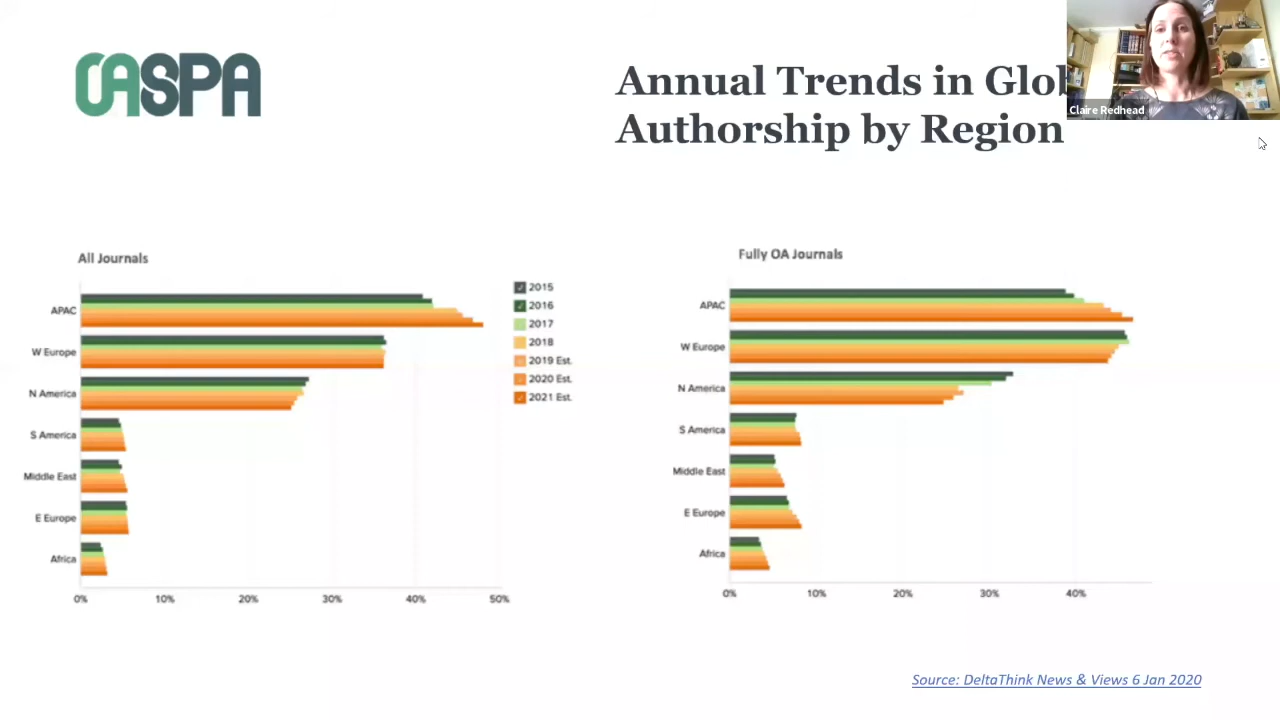 OASPA
Annual Trends in Glob
Authorship by Region
Claire Redhead
All Journals
APAC
W Europe
N America
S America
Middle East
E Europe
Africa
0%
10%
20%
30%
40%
50%
2015
2016
2017
2018
2019 Est.
2020 Est.
2021 Est.
Fully OA Journals
APAC
W Europe
N America
S America
Middle East
E Europe
Africa
0%
10%
20%
30%
40%
Source: DeltaThink News & Views 6 Jan 2020